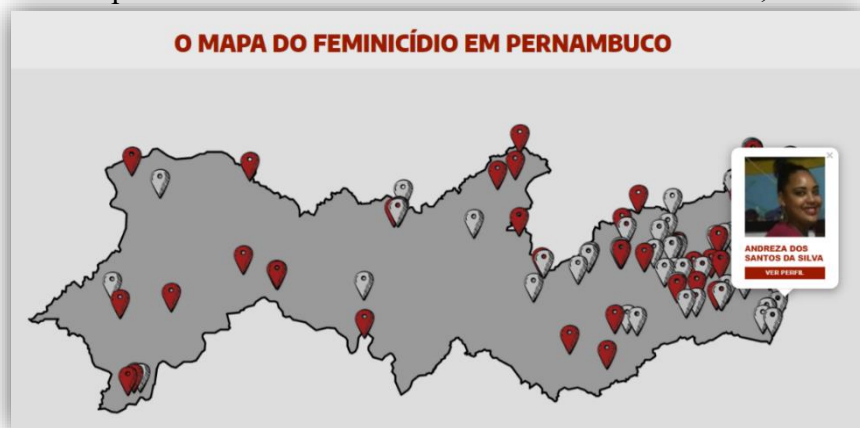 O MAPA DO FEMINICÍDIO EM PERNAMBUCO
×
ANDREZA DOS
SANTOS DA SILVA
VER PERFIL